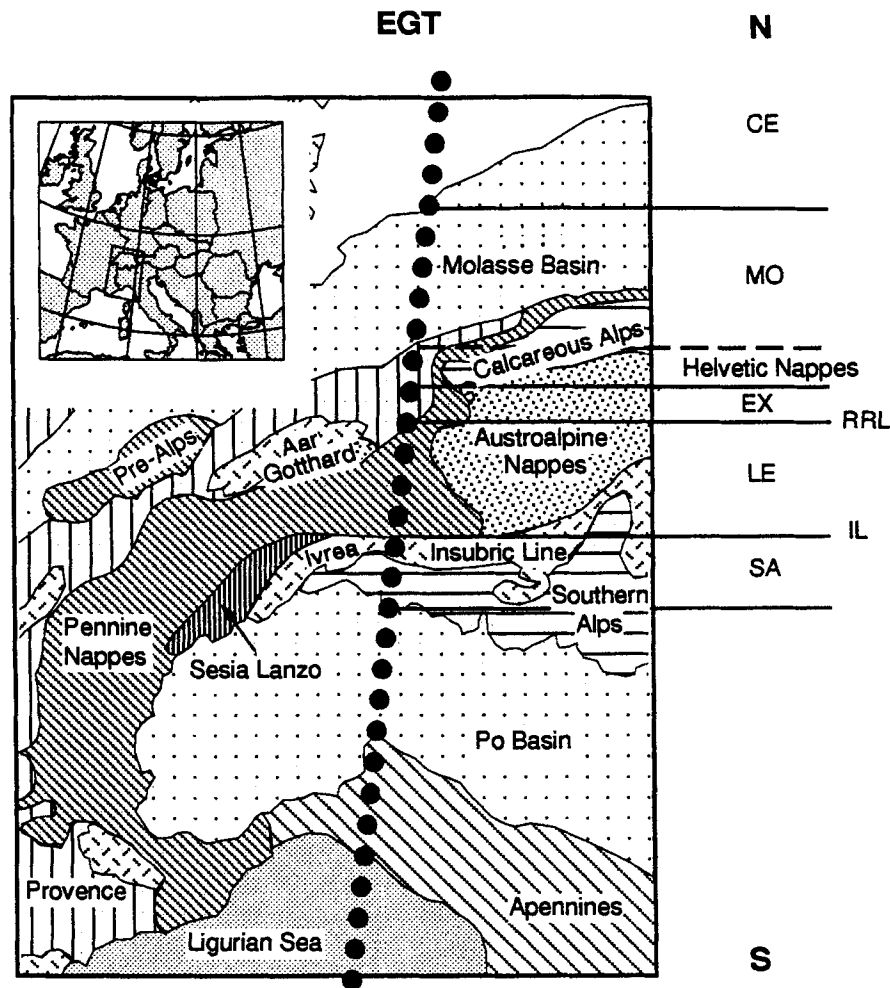 EGT
N
CE
Molasse Basin
MO
Calcareous Alps
Helvetic Nappes
EX
RRL
Pre-Alps
Aar
Gotthard
Austroalpine
Nappes
LE
IL
Ivrea
Insubric Line
SA
Southern
Alps
Pennine
Nappes
Sesia Lanzo
Po Basin
Provence
Apennines
Ligurian Sea
S